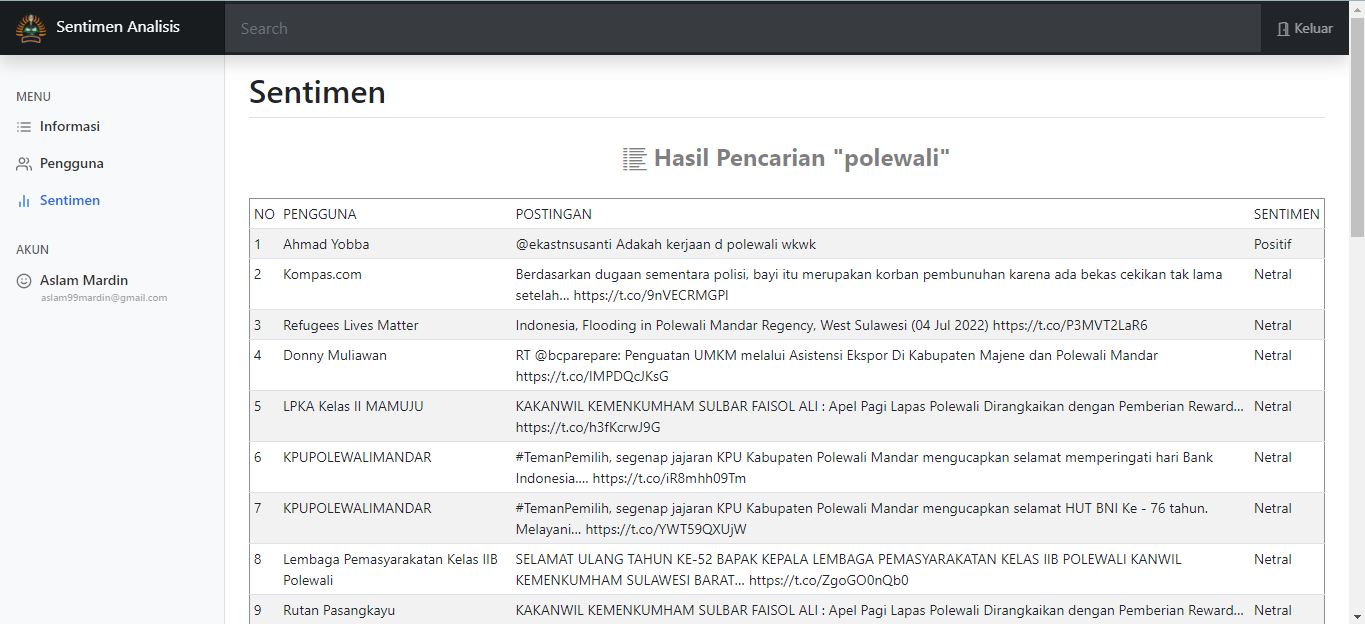 Sentimen Analisis
Search
Keluar
MENU
Informasi
Pengguna
Sentimen
AKUN
Aslam Mardin
aslam99mardin@gmail.com
Sentimen
Hasil Pencarian "polewali"
NO PENGGUNA POSTINGAN SENTIMEN
1 Ahmad Yobba @ekastnsusanti Adakah kerjaan d polewali wkwk Positif
2 Kompas.com Berdasarkan dugaan sementara polisi, bayi itu merupakan korban pembunuhan karena ada bekas cekikan tak lama Netral
setelah… https://t.co/9nVECRMGPI
3 Refugees Lives Matter Indonesia, Flooding in Polewali Mandar Regency, West Sulawesi (04 Jul 2022) https://t.co/P3MVT2LaR6 Netral
4 Donny Muliawan RT @bcparepare: Penguatan UMKM melalui Asistensi Ekspor Di Kabupaten Majene dan Polewali Mandar Netral
https://t.co/IMPDQcJKsG
5 LPKA Kelas II MAMUJU KAKANWIL KEMENKUMHAM SULBAR FAISOL ALI : Apel Pagi Lapas Polewali Dirangkaikan dengan Pemberian Reward… Netral
https://t.co/h3fKcrwJ9G
6 KPUPOLEWALIMANDAR #TemanPemilih, segenap jajaran KPU Kabupaten Polewali Mandar mengucapkan selamat memperingati hari Bank Netral
Indonesia.… https://t.co/iR8mhh09Tm
7 KPUPOLEWALIMANDAR #TemanPemilih, segenap jajaran KPU Kabupaten Polewali Mandar mengucapkan selamat HUT BNI Ke - 76 tahun. Netral
Melayani… https://t.co/YWT59QXUjW
8 Lembaga Pemasyarakatan Kelas IIB SELAMAT ULANG TAHUN KE-52 BAPAK KEPALA LEMBAGA PEMASYARAKATAN KELAS IIB POLEWALI KANWIL Netral
Polewali KEMENKUMHAM SULAWESI BARAT… https://t.co/ZgoGO0nQb0
9 Rutan Pasangkayu KAKANWIL KEMENKUMHAM SULBAR FAISOL ALI : Apel Pagi Lapas Polewali Dirangkaikan dengan Pemberian Reward… Netral